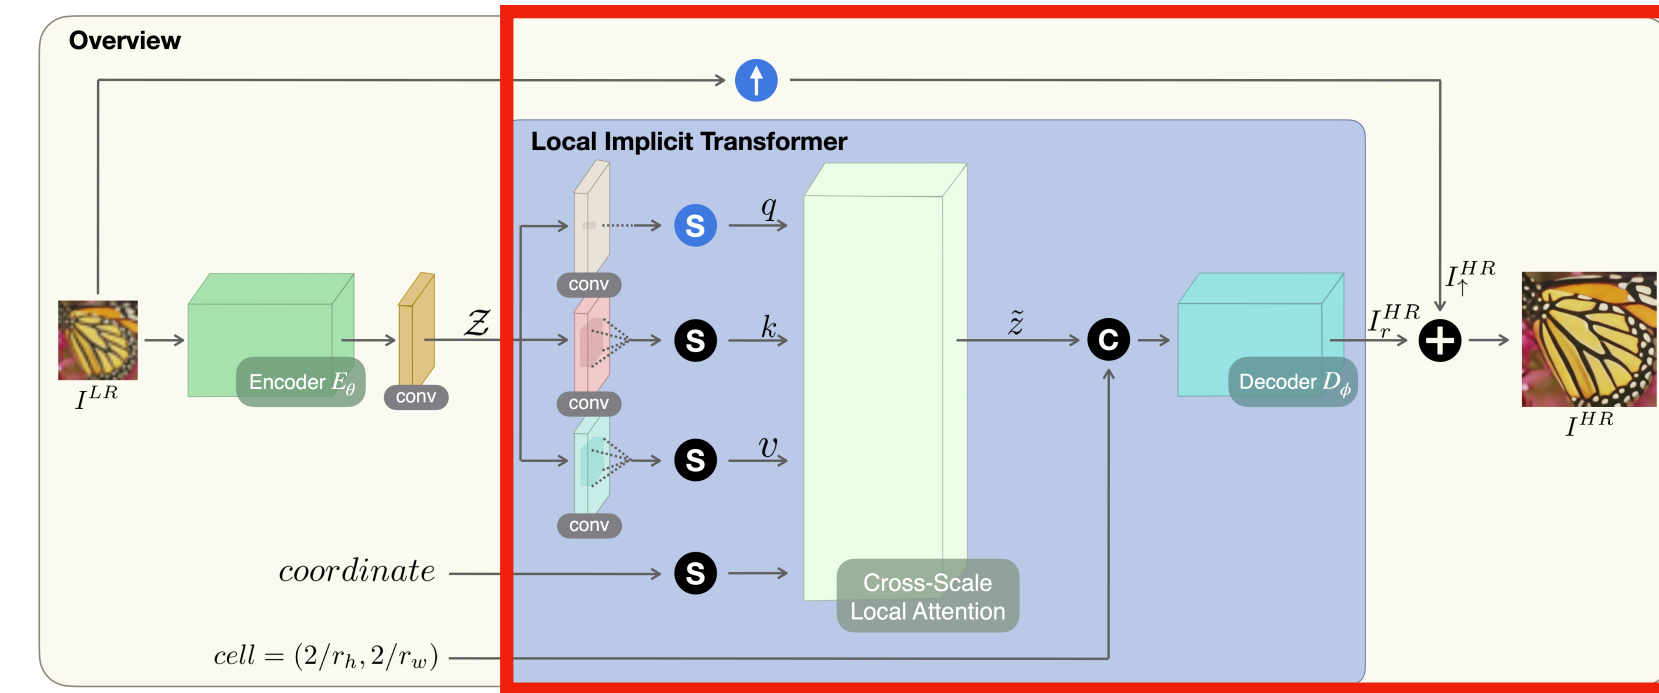 Overview
Local Implicit Transformer
S
q
conv
Z
S
k
conv
S
v
conv
Encoder E_θ
conv
I^{LR}
z̃
C
Decoder D_ϕ
I_r^{HR}
I_↑^{HR}
I^{HR}
coordinate
S
Cross-Scale
Local Attention
cell = (2/r_h, 2/r_w)